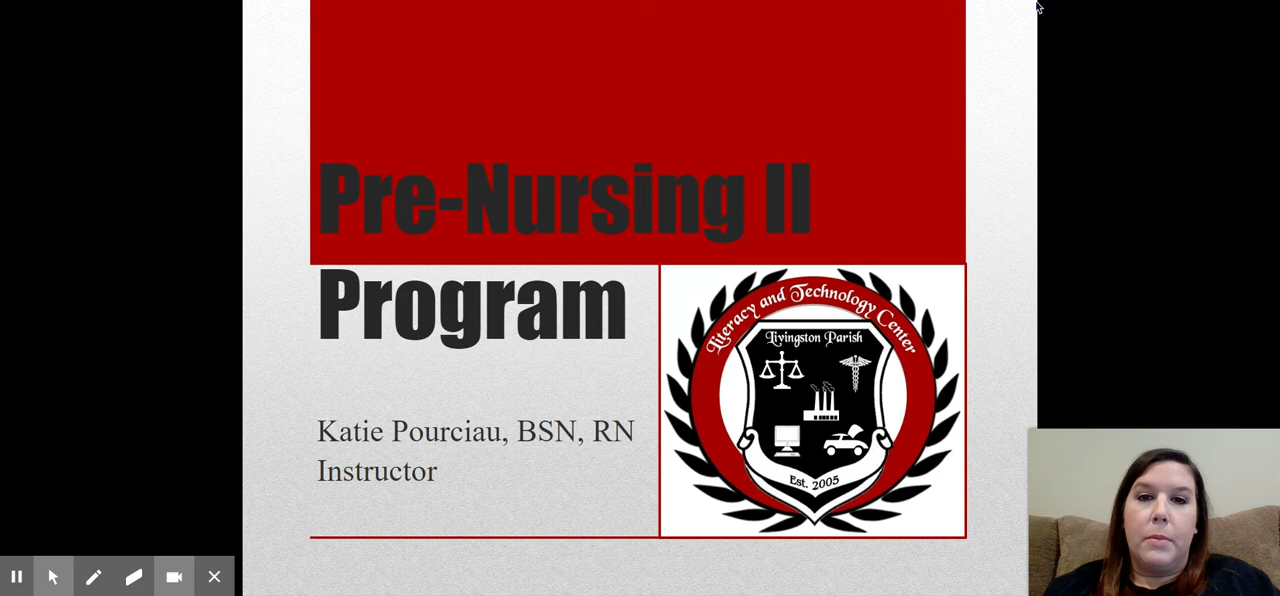 Pre-Nursing II
Program
Katie Pourciau, BSN, RN
Instructor
Literacy and Technology Center
Livingston Parish
Est. 2005